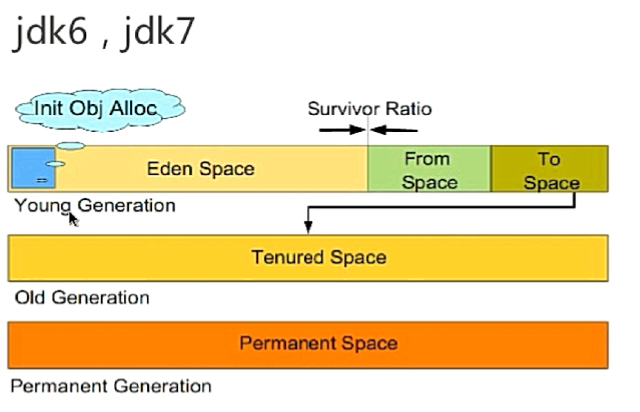 jdk6 , jdk7
Init Obj Alloc
Survivor Ratio
Eden Space
From
Space
To
Space
Young Generation
Tenured Space
Old Generation
Permanent Space
Permanent Generation